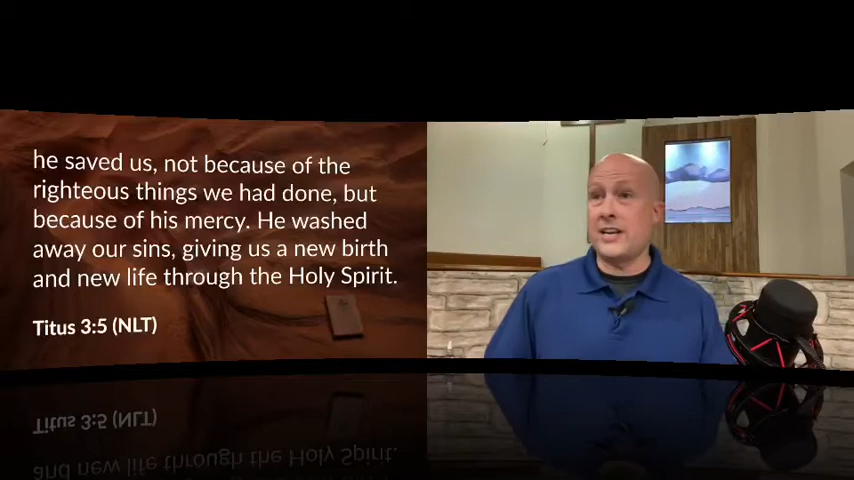 he saved us, not because of the
righteous things we had done, but
because of his mercy. He washed
away our sins, giving us a new birth
and new life through the Holy Spirit.
Titus 3:5 (NLT)